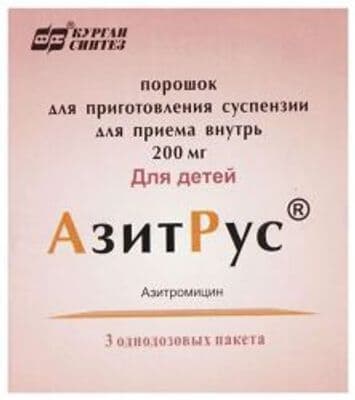 КУРГАН
СИНТЕЗ
порошок
для приготовления суспензии
для приема внутрь
200 мг
Для детей
АзитРус®
Азитромицин
3 однодозовых пакета